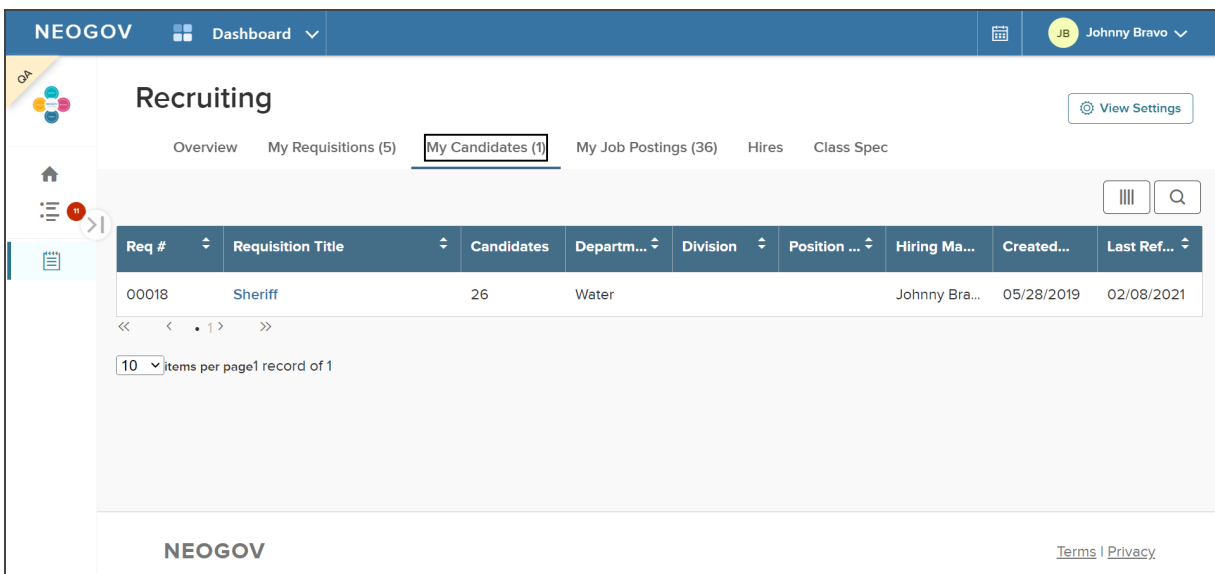 NEOGOV Dashboard JB Johnny Bravo
QA
Recruiting
View Settings
Overview My Requisitions (5) My Candidates (1) My Job Postings (36) Hires Class Spec
11
Req # Requisition Title Candidates Departm... Division Position ... Hiring Ma... Created... Last Ref...
00018 Sheriff 26 Water Johnny Bra... 05/28/2019 02/08/2021
1
10 items per page1 record of 1
NEOGOV Terms | Privacy